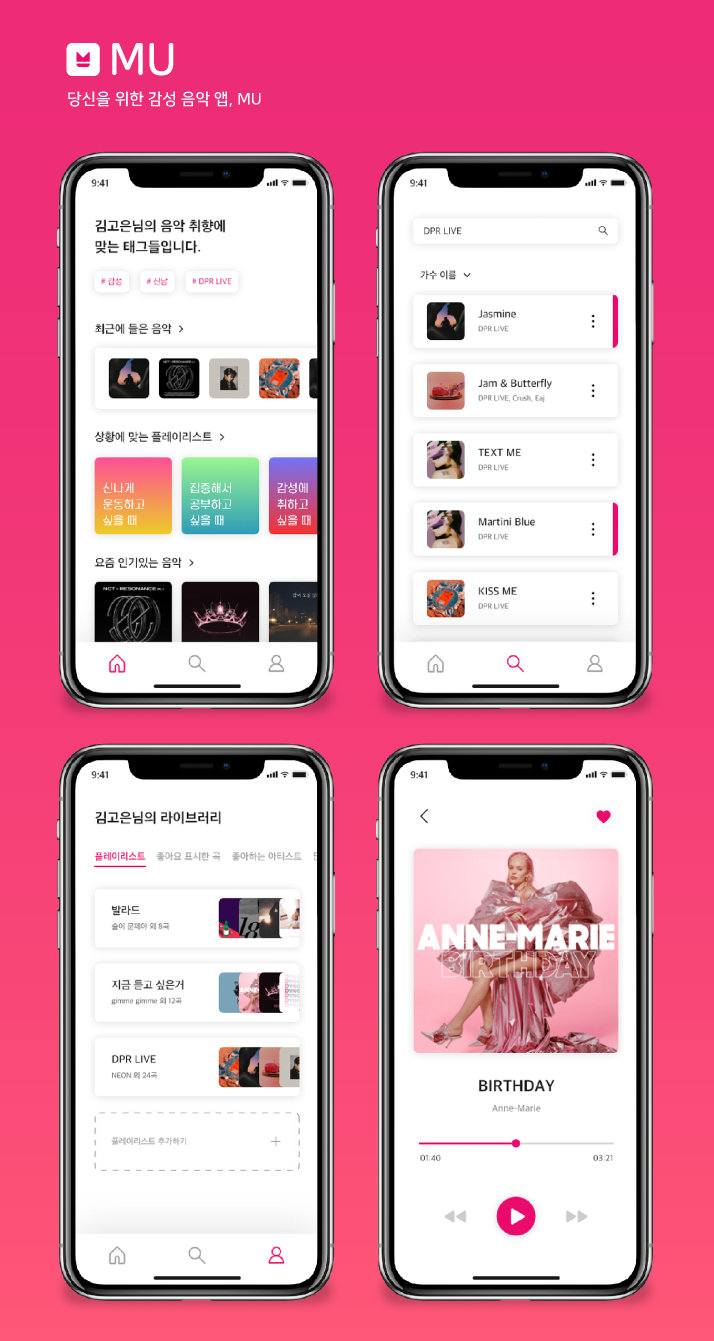 MU
당신을 위한 감성 음악 앱, MU
9:41
김고은님의 음악 취향에
맞는 태그들입니다.
# 감성
# 신남
# DPR LIVE
최근에 들은 음악 >
상황에 맞는 플레이리스트 >
신나게
운동하고
싶을 때
집중해서
공부하고
싶을 때
감성에
취하고
싶을 때
요즘 인기있는 음악 >
NCT - RESONANCE PT.1
9:41
DPR LIVE
가수 이름
Jasmine
DPR LIVE
Jam & Butterfly
DPR LIVE, Crush, Eaj
TEXT ME
DPR LIVE
Martini Blue
DPR LIVE
KISS ME
DPR LIVE
9:41
김고은님의 라이브러리
플레이리스트
좋아요 표시한 곡
좋아하는 아티스트
발라드
술이 문제야 외 8곡
18
지금 듣고 싶은거
gimme gimme 외 12곡
DPR LIVE
NEON 외 24곡
플레이리스트 추가하기
9:41
ANNE-MARIE
BIRTHDAY
BIRTHDAY
Anne-Marie
01:40
03:21